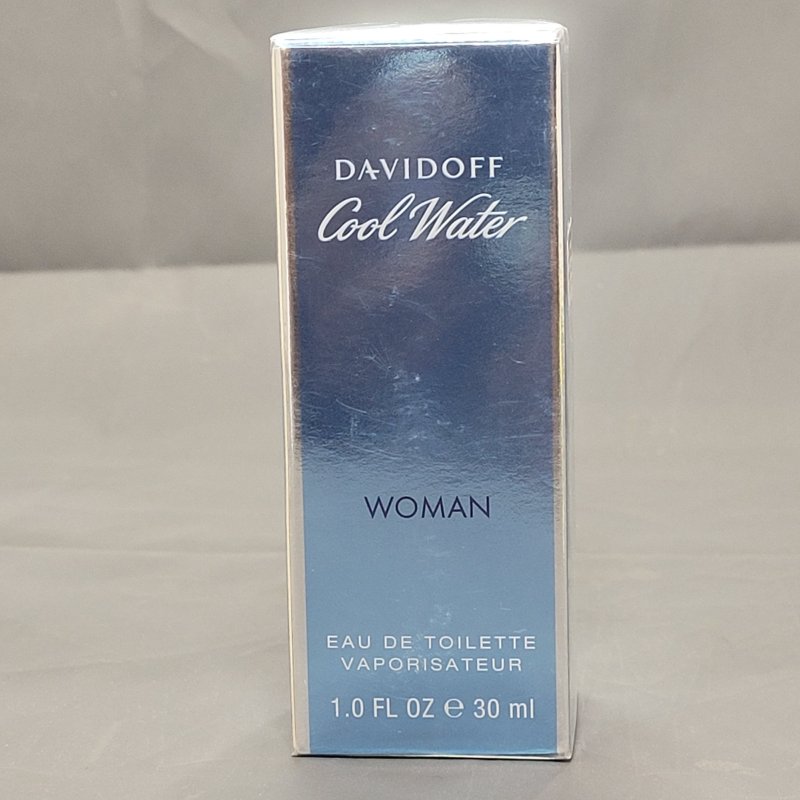 DAVIDOFF
Cool Water
WOMAN
EAU DE TOILETTE
VAPORISATEUR
1.0 FL OZ ℮ 30 ml